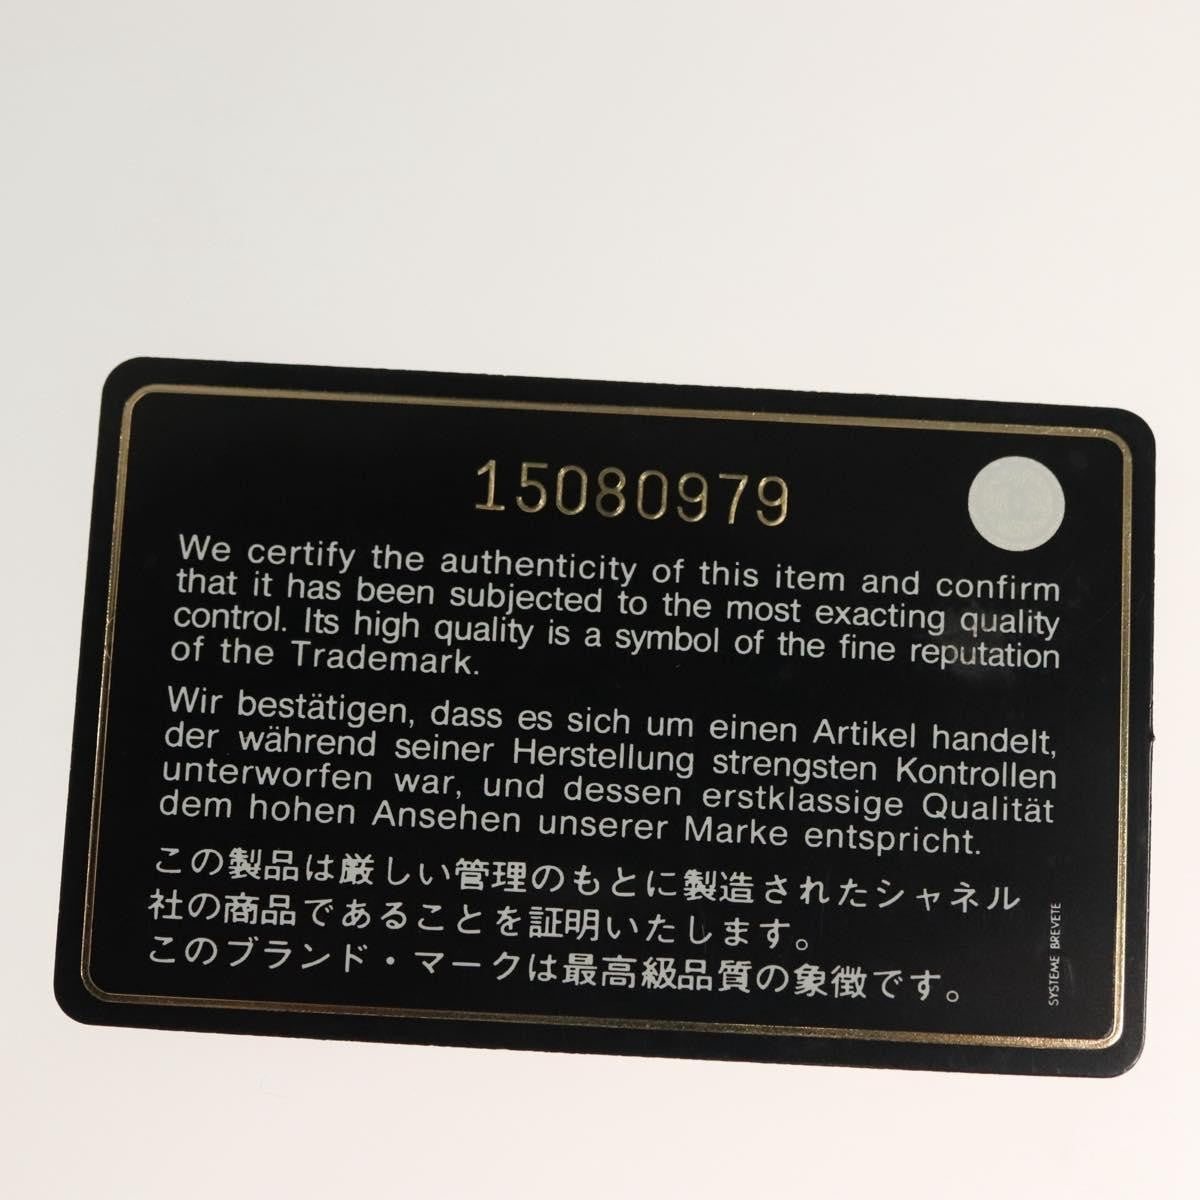 15080979
We certify the authenticity of this item and confirm
that it has been subjected to the most exacting quality
control. Its high quality is a symbol of the fine reputation
of the Trademark.
Wir bestätigen, dass es sich um einen Artikel handelt,
der während seiner Herstellung strengsten Kontrollen
unterworfen war, und dessen erstklassige Qualität
dem hohen Ansehen unserer Marke entspricht.
この製品は厳しい管理のもとに製造されたシャネル
社の商品であることを証明いたします。
このブランド・マークは最高級品質の象徴です。
SYSTEME BREVETE